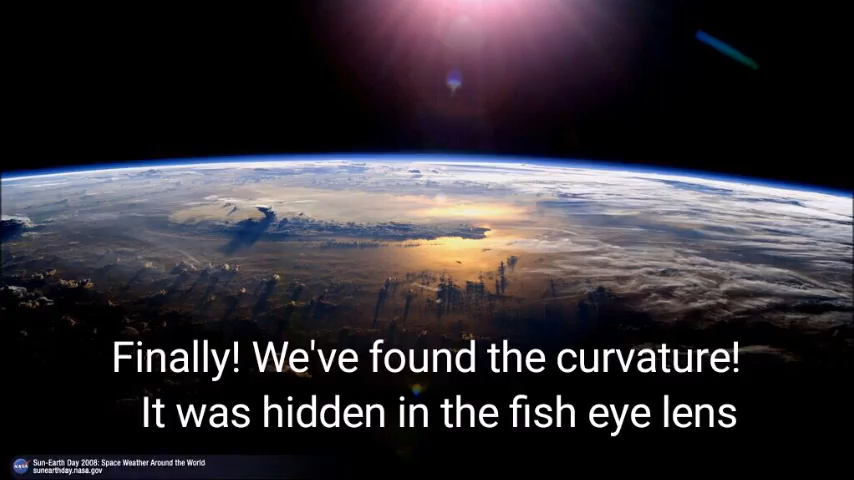 Finally! We've found the curvature!
It was hidden in the fish eye lens
NASA
Sun-Earth Day 2008: Space Weather Around the World
sunearthday.nasa.gov